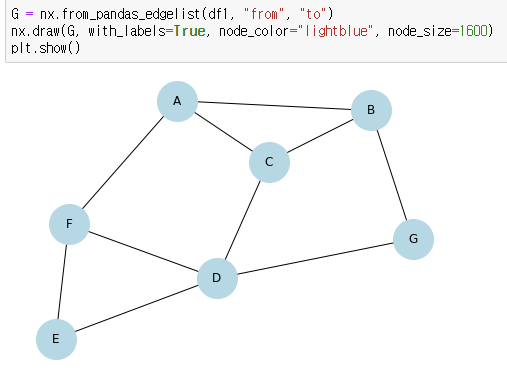 G = nx.from_pandas_edgelist(df1, "from", "to")
nx.draw(G, with_labels=True, node_color="lightblue", node_size=1600)
plt.show()
A
B
C
F
G
D
E